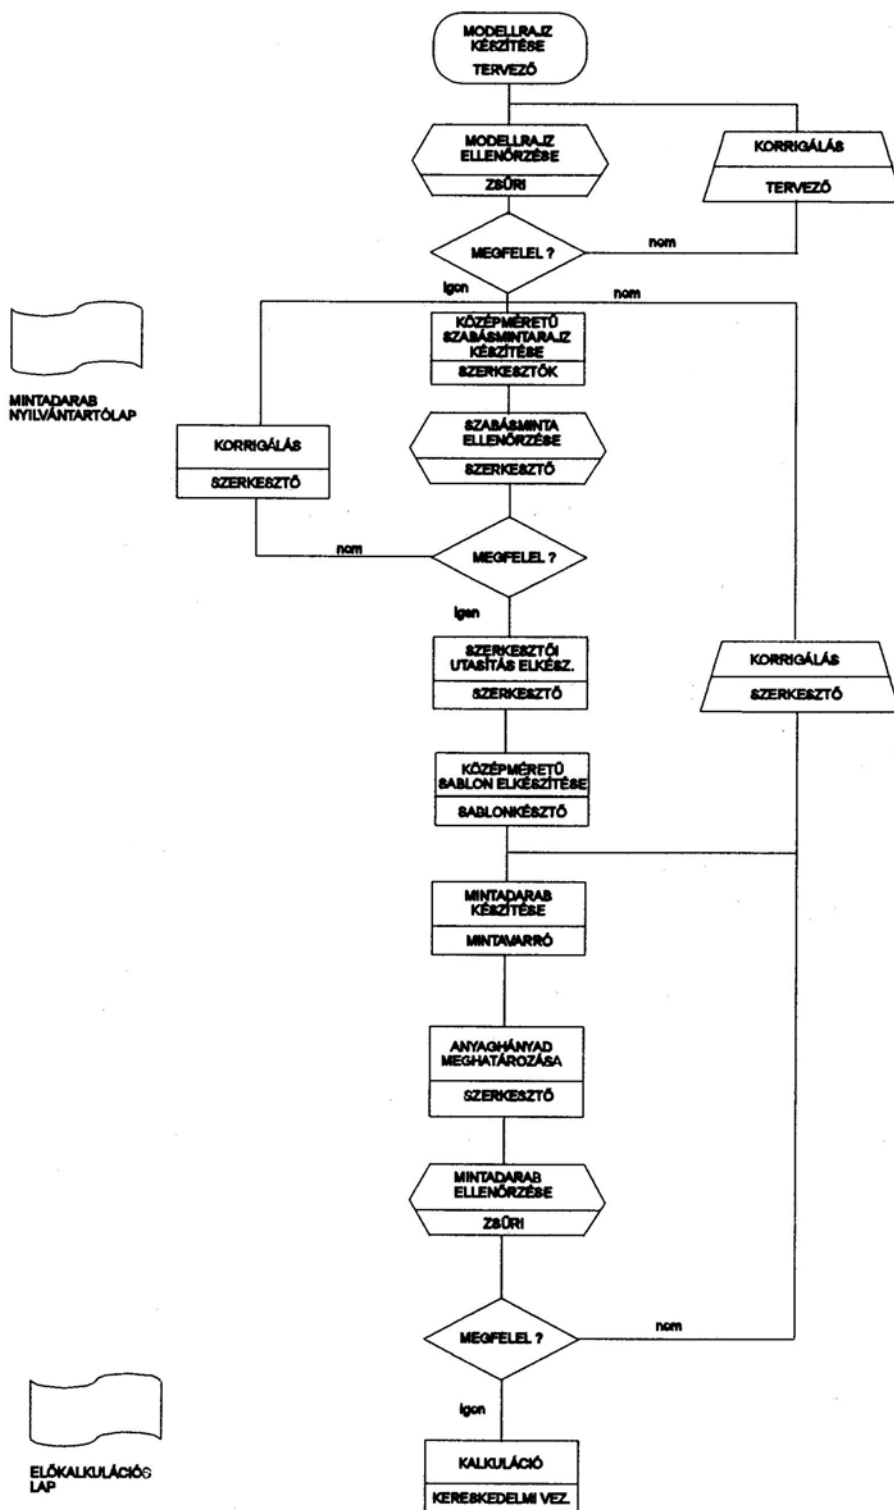 MODELLRAJZ
KÉSZÍTÉSE
TERVEZŐ
MODELLRAJZ
ELLENŐRZÉSE
ZSŰRI
KORRIGÁLÁS
TERVEZŐ
MEGFELEL ?
nem
igen
nem
KÖZÉPMÉRETŰ
SZABÁSMINTARAJZ
KÉSZÍTÉSE
SZERKESZTŐK
MINTADARAB
NYILVÁNTARTÓLAP
SZABÁSMINTA
ELLENŐRZÉSE
SZERKESZTŐ
KORRIGÁLÁS
SZERKESZTŐ
nem
MEGFELEL ?
igen
SZERKESZTŐI
UTASÍTÁS ELKÉSZ.
SZERKESZTŐ
KORRIGÁLÁS
SZERKESZTŐ
KÖZÉPMÉRETŰ
SABLON ELKÉSZÍTÉSE
SABLONKÉSZTŐ
MINTADARAB
KÉSZÍTÉSE
MINTAVARRÓ
ANYAGHÁNYAD
MEGHATÁROZÁSA
SZERKESZTŐ
MINTADARAB
ELLENŐRZÉSE
ZSŰRI
MEGFELEL ?
nem
igen
ELŐKALKULÁCIÓS
LAP
KALKULÁCIÓ
KERESKEDELMI VEZ.